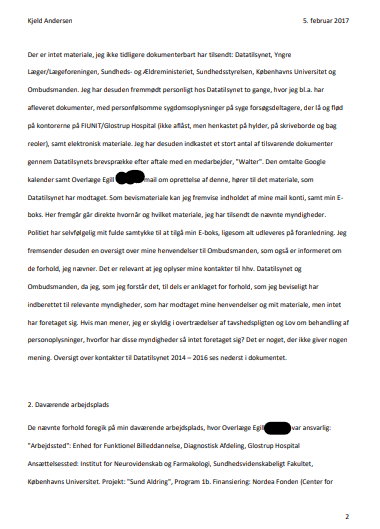 Kjeld Andersen 5. februar 2017
Der er intet materiale, jeg ikke tidligere dokumenterbart har tilsendt: Datatilsynet, Yngre
Læger/Lægeforeningen, Sundheds- og Ældreministeriet, Sundhedsstyrelsen, Københavns Universitet og
Ombudsmanden. Jeg har desuden fremmødt personligt hos Datatilsynet to gange, hvor jeg bl.a. har
afleveret dokumenter, med personfølsomme sygdomsoplysninger på syge forsøgsdeltagere, der lå og flød
på kontorerne på FIUNIT/Glostrup Hospital (ikke aflåst, men henkastet på hylder, på skriveborde og bag
reoler), samt elektronisk materiale. Jeg har desuden indkastet et stort antal af tilsvarende dokumenter
gennem Datatilsynets brevsprække efter aftale med en medarbejder, "Walter". Den omtalte Google
kalender samt Overlæge Egill mail om oprettelse af denne, hører til det materiale, som
Datatilsynet har modtaget. Som bevismateriale kan jeg fremvise indholdet af mine mail konti, samt min E-
boks. Her fremgår går direkte hvornår og hvilket materiale, jeg har tilsendt de nævnte myndigheder.
Politiet har selvfølgelig mit fulde samtykke til at tilgå min E-boks, ligesom alt udleveres på foranledning. Jeg
fremsender desuden en oversigt over mine henvendelser til Ombudsmanden, som også er informeret om
de forhold, jeg nævner. Det er relevant at jeg oplyser mine kontakter til hhv. Datatilsynet og
Ombudsmanden, da jeg, som jeg forstår det, til dels er anklaget for forhold, som jeg beviseligt har
indberettet til relevante myndigheder, som har modtaget mine henvendelser og mit materiale, men intet
har foretaget sig. Hvis man mener, jeg er skyldig i overtrædelser af tavshedspligten og Lov om behandling af
personoplysninger, hvorfor har disse myndigheder så intet foretaget sig? Det er noget, der ikke giver nogen
mening. Oversigt over kontakter til Datatilsynet 2014 – 2016 ses nederst i dokumentet.
2. Daværende arbejdsplads
De nævnte forhold foregik på min daværende arbejdsplads, hvor Overlæge Egill var ansvarlig:
"Arbejdssted": Enhed for Funktionel Billeddannelse, Diagnostisk Afdeling, Glostrup Hospital
Ansættelsessted: Institut for Neurovidenskab og Farmakologi, Sundhedsvidenskabeligt Fakultet,
Københavns Universitet. Projekt: "Sund Aldring", Program 1b. Finansiering: Nordea Fonden (Center for
2